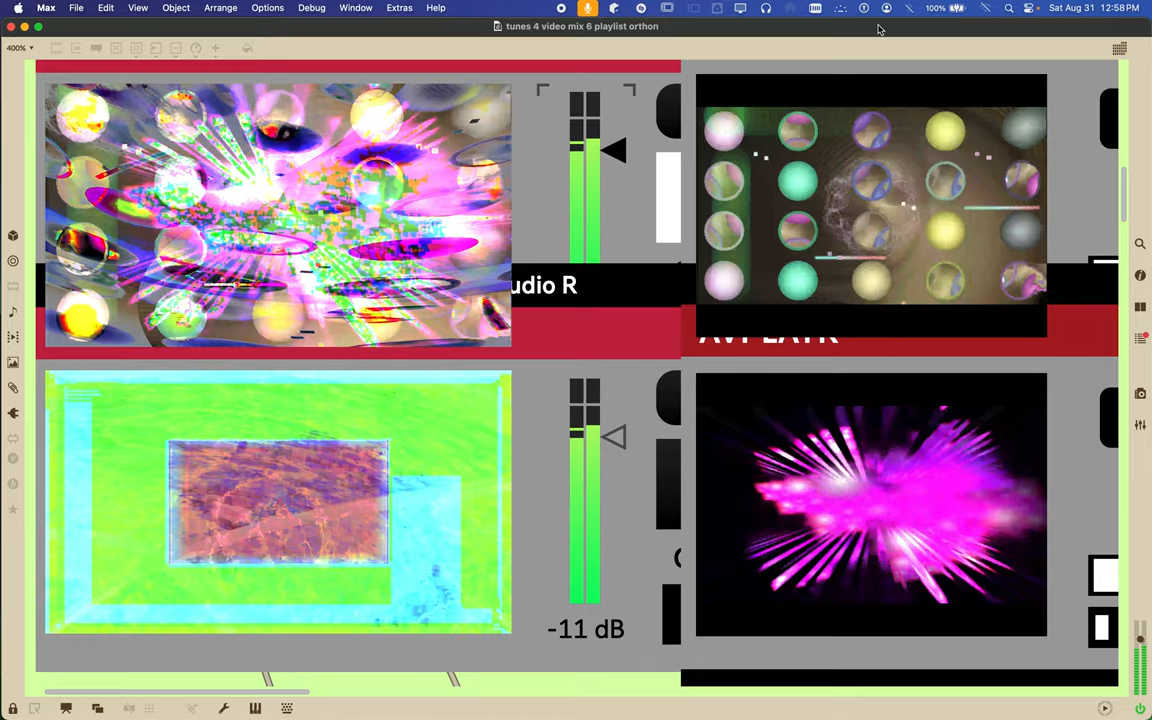 Max File Edit View Object Arrange Options Debug Window Extras Help 100% Sat Aug 31 12:58 PM
tunes 4 video mix 6 playlist orthon
400%
udio R
-11 dB